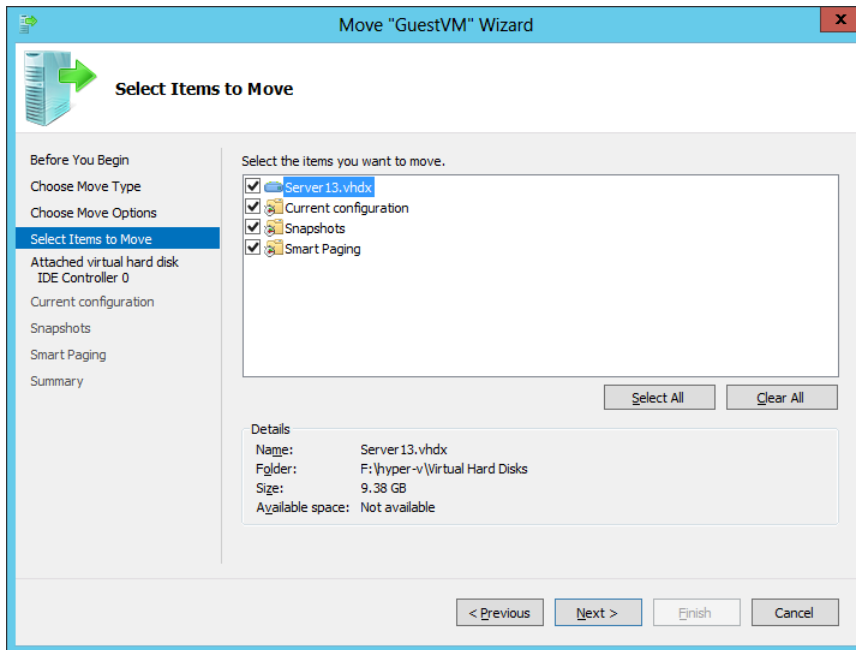 Move "GuestVM" Wizard
x
Select Items to Move
Before You Begin
Choose Move Type
Choose Move Options
Select Items to Move
Attached virtual hard disk
IDE Controller 0
Current configuration
Snapshots
Smart Paging
Summary
Select the items you want to move.
Server13.vhdx
Current configuration
Snapshots
Smart Paging
Select All
Clear All
Details
Name: Server13.vhdx
Folder: F:\hyper-v\Virtual Hard Disks
Size: 9.38 GB
Available space: Not available
< Previous
Next >
Finish
Cancel